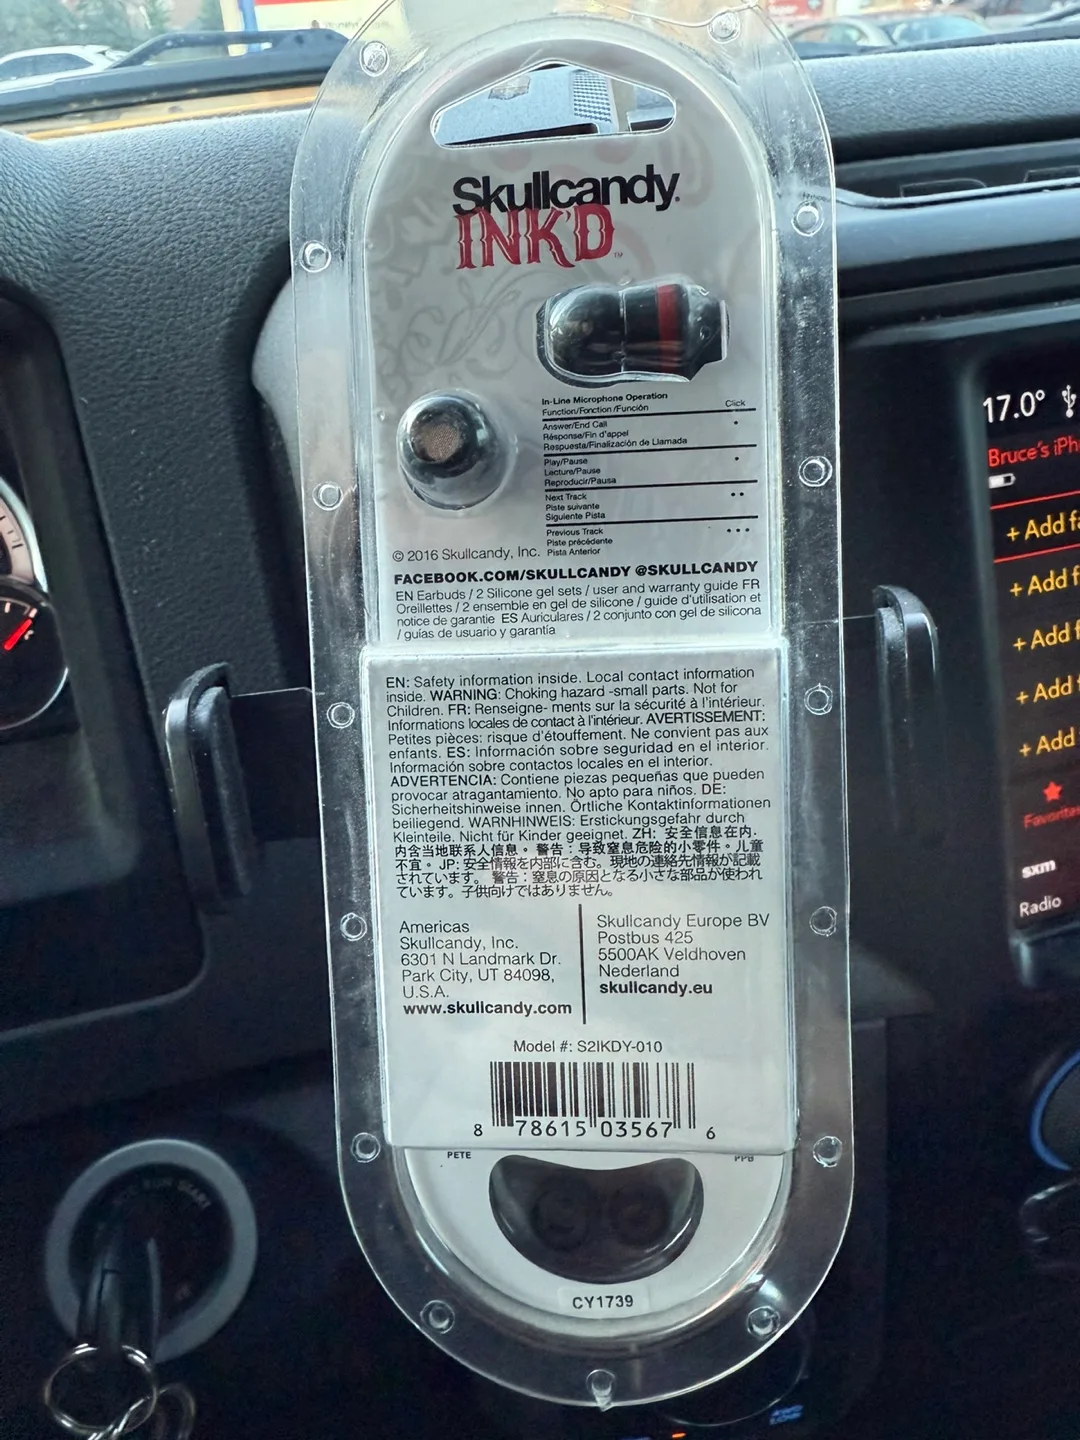 Skullcandy®
INK'D™
In-Line Microphone Operation
Function/Fonction/Función Click
Answer/End Call •
Réponse/Fin d'appel
Respuesta/Finalización de Llamada
Play/Pause •
Lecture/Pause
Reproducir/Pausa
Next Track ••
Piste suivante
Siguiente Pista
Previous Track •••
Piste précédente
Pista Anterior
© 2016 Skullcandy, Inc.
FACEBOOK.COM/SKULLCANDY @SKULLCANDY
EN Earbuds / 2 Silicone gel sets / user and warranty guide FR
Oreillettes / 2 ensemble en gel de silicone / guide d'utilisation et
notice de garantie ES Auriculares / 2 conjunto con gel de silicona
/ guías de usuario y garantía
EN: Safety information inside. Local contact information
inside. WARNING: Choking hazard -small parts. Not for
Children. FR: Renseigne- ments sur la sécurité à l'intérieur.
Informations locales de contact à l'intérieur. AVERTISSEMENT:
Petites pièces: risque d'étouffement. Ne convient pas aux
enfants. ES: Información sobre seguridad en el interior.
Información sobre contactos locales en el interior.
ADVERTENCIA: Contiene piezas pequeñas que pueden
provocar atragantamiento. No apto para niños. DE:
Sicherheitshinweise innen. Örtliche Kontaktinformationen
beiliegend. WARNHINWEIS: Erstickungsgefahr durch
Kleinteile. Nicht für Kinder geeignet. ZH: 安全信息在内.
内含当地联系人信息。警告: 导致窒息危险的小零件。儿童
不宜。JP: 安全情報を内部に含む。現地の連絡先情報が記載
されています。 警告: 窒息の原因となる小さな部品が使われ
ています。子供向けではありません。
Americas
Skullcandy, Inc.
6301 N Landmark Dr.
Park City, UT 84098,
U.S.A.
www.skullcandy.com
Skullcandy Europe BV
Postbus 425
5500AK Veldhoven
Nederland
skullcandy.eu
Model #: S2IKDY-010
8 78615 03567 6
PETE
PPB
CY1739
17.0°
Bruce's iPh
+ Add fa
+ Add f
+ Add f
+ Add f
+ Add
Favorites
sxm
Radio
RUN START